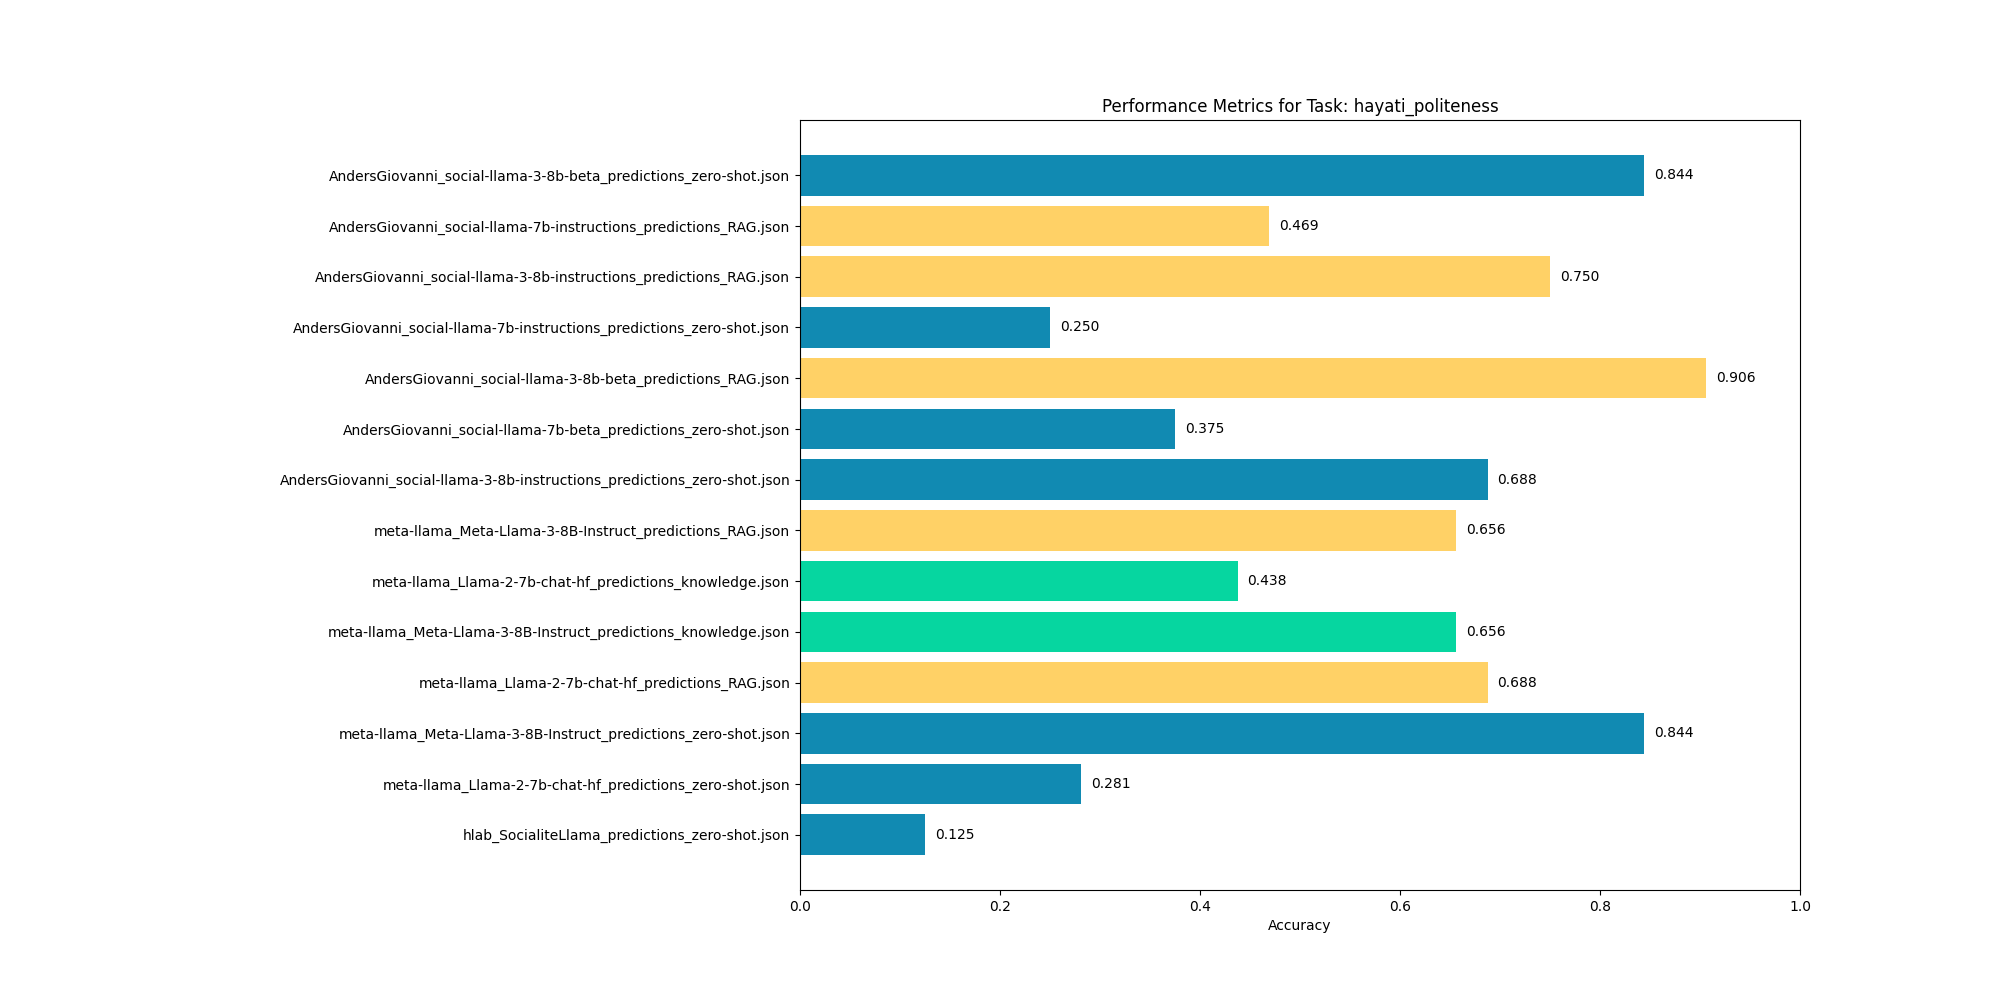 Performance Metrics for Task: hayati_politeness
AndersGiovanni_social-llama-3-8b-beta_predictions_zero-shot.json 0.844
AndersGiovanni_social-llama-7b-instructions_predictions_RAG.json 0.469
AndersGiovanni_social-llama-3-8b-instructions_predictions_RAG.json 0.750
AndersGiovanni_social-llama-7b-instructions_predictions_zero-shot.json 0.250
AndersGiovanni_social-llama-3-8b-beta_predictions_RAG.json 0.906
AndersGiovanni_social-llama-7b-beta_predictions_zero-shot.json 0.375
AndersGiovanni_social-llama-3-8b-instructions_predictions_zero-shot.json 0.688
meta-llama_Meta-Llama-3-8B-Instruct_predictions_RAG.json 0.656
meta-llama_Llama-2-7b-chat-hf_predictions_knowledge.json 0.438
meta-llama_Meta-Llama-3-8B-Instruct_predictions_knowledge.json 0.656
meta-llama_Llama-2-7b-chat-hf_predictions_RAG.json 0.688
meta-llama_Meta-Llama-3-8B-Instruct_predictions_zero-shot.json 0.844
meta-llama_Llama-2-7b-chat-hf_predictions_zero-shot.json 0.281
hlab_SocialiteLlama_predictions_zero-shot.json 0.125
0.0 0.2 0.4 0.6 0.8 1.0
Accuracy